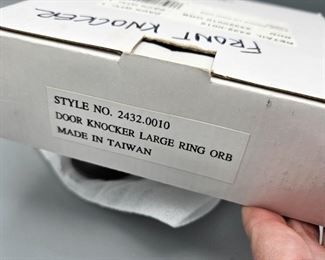 FRONT KNOCKER
STYLE NO. 2432.0010
DOOR KNOCKER LARGE RING ORB
MADE IN TAIWAN